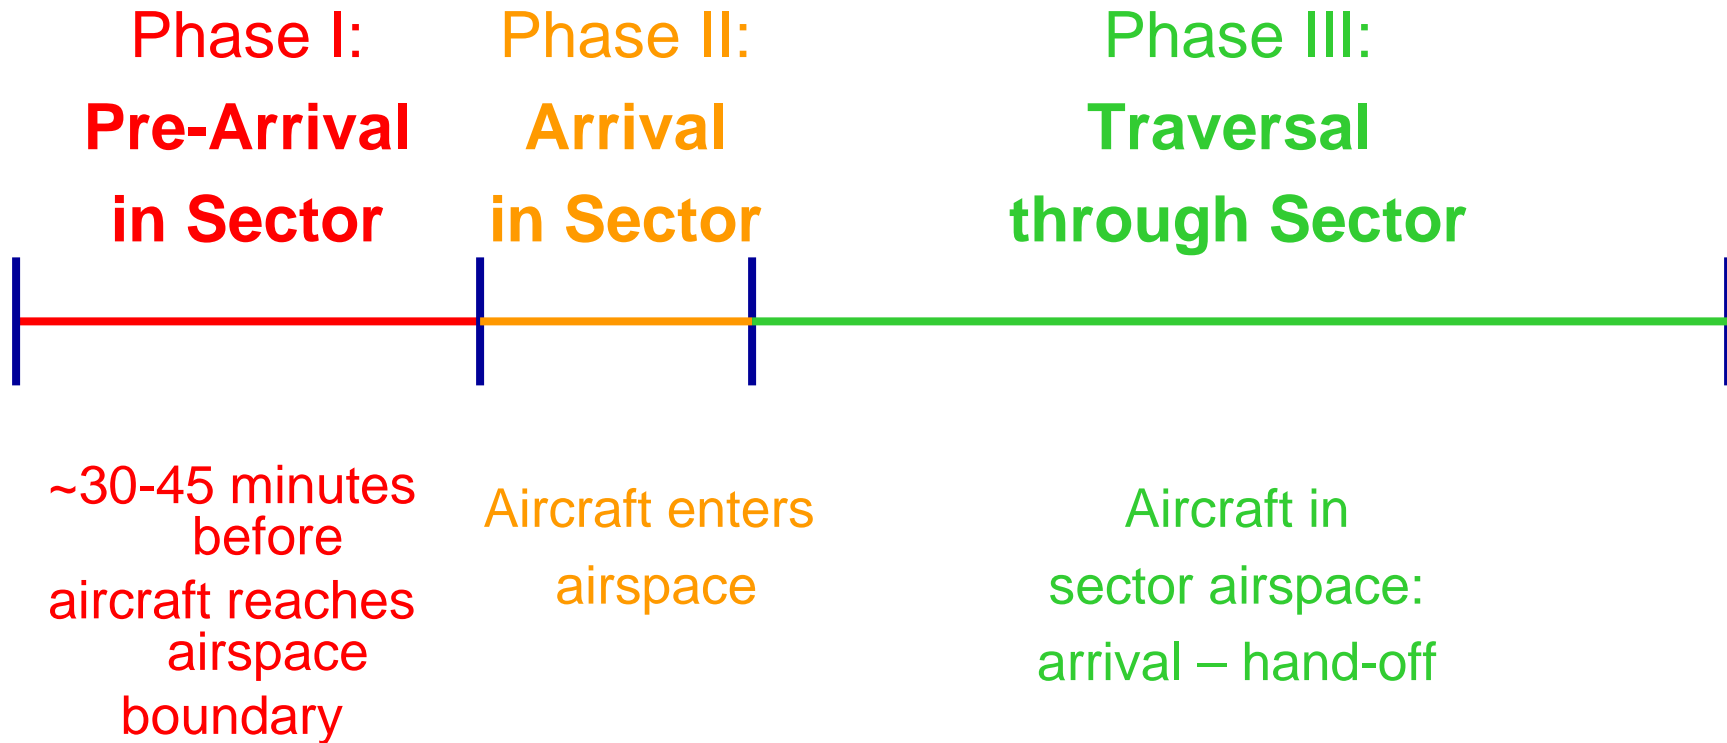 Phase I:
Pre-Arrival
in Sector
Phase II:
Arrival
in Sector
Phase III:
Traversal
through Sector
~30-45 minutes
before
aircraft reaches
airspace
boundary
Aircraft enters
airspace
Aircraft in
sector airspace:
arrival – hand-off